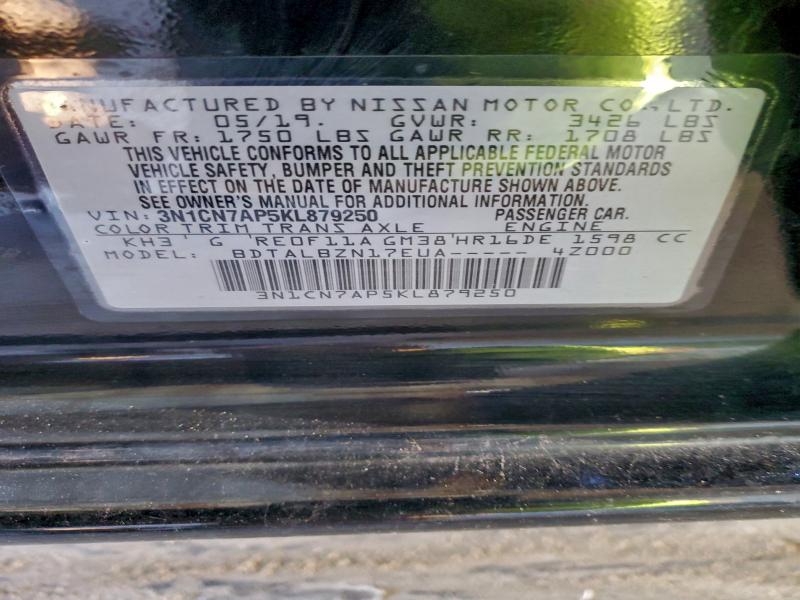 MANUFACTURED BY NISSAN MOTOR CO.,LTD.
DATE: 05/19. GVWR: 3426 LBS
GAWR FR: 1750 LBS GAWR RR: 1708 LBS
THIS VEHICLE CONFORMS TO ALL APPLICABLE FEDERAL MOTOR
VEHICLE SAFETY, BUMPER AND THEFT PREVENTION STANDARDS
IN EFFECT ON THE DATE OF MANUFACTURE SHOWN ABOVE.
SEE OWNER'S MANUAL FOR ADDITIONAL INFORMATION.
VIN: 3N1CN7AP5KL879250 PASSENGER CAR.
COLOR TRIM TRANS AXLE ENGINE
KH3' G 'RE0F11A GM38'HR16DE 1598 CC
MODEL: BDTALBZN17EUA----- 4Z000
3N1CN7AP5KL879250